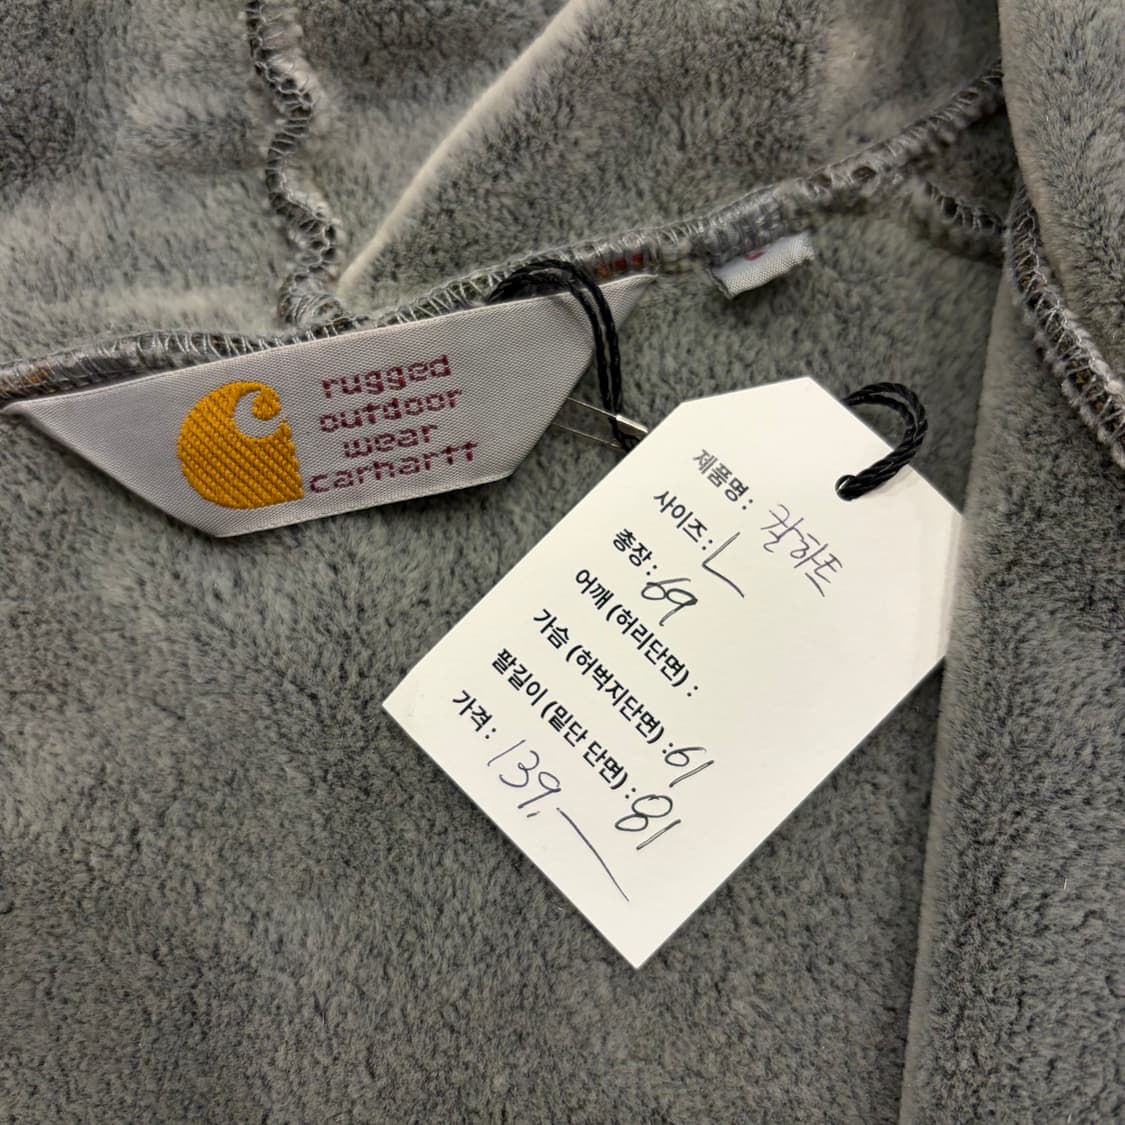 rugged
outdoor
wear
carhartt
제품명: 칼하트
사이즈: L
총장: 69
어깨 (허리단면) :
가슴 (허벅지단면) : 61
팔길이 (밑단 단면) : 81
가격: 139,—